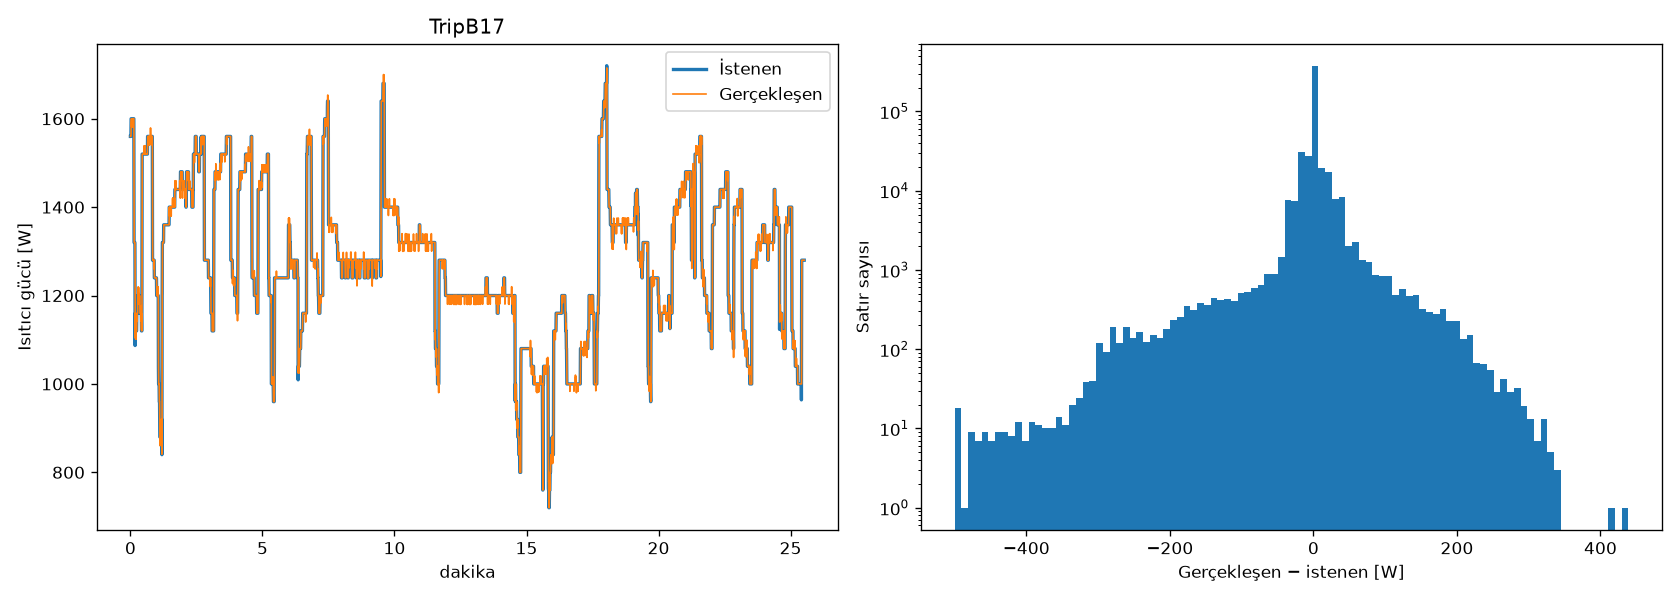 TripB17
İstenen
Gerçekleşen
Isıtıcı gücü [W]
1600
1400
1200
1000
800
0 5 10 15 20 25
dakika
Satır sayısı
10^5
10^4
10^3
10^2
10^1
10^0
−400 −200 0 200 400
Gerçekleşen − istenen [W]